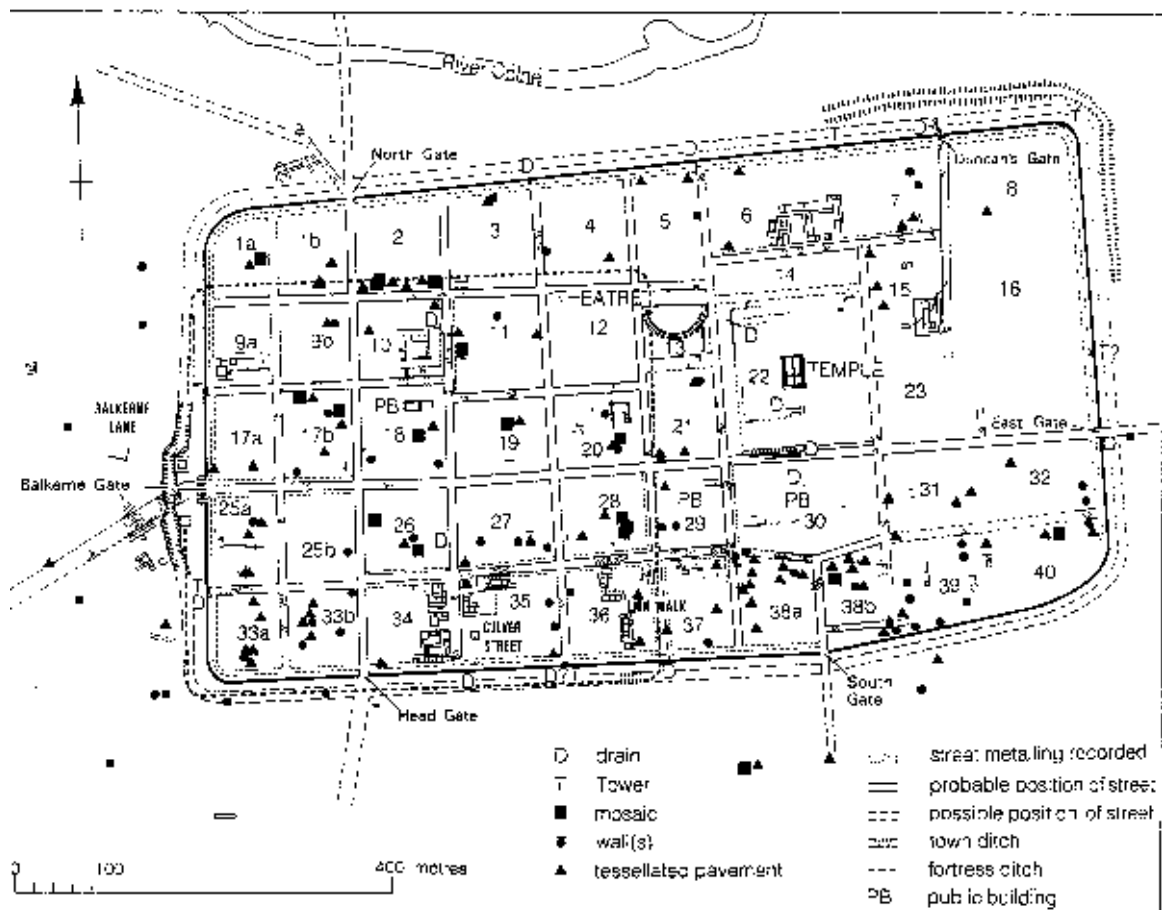 River Colne
North Gate
Duncan's Gate
1a
1b
2
3
4
5
6
7
8
9a
9b
10
11
THEATRE
12
13
14
15
16
BALKERNE
LANE
17a
17b
PB
18
19
20
21
22
TEMPLE
23
East Gate
Balkerne Gate
25a
25b
26
27
28
PB
29
PB
30
31
32
33a
33b
34
35
CULVER
STREET
36
WALK
37
38a
38b
39
40
Head Gate
South
Gate
D drain
T Tower
mosaic
wall(s)
tessellated pavement
street metalling recorded
probable position of street
possible position of street
town ditch
fortress ditch
PB public building
0 100 400 metres